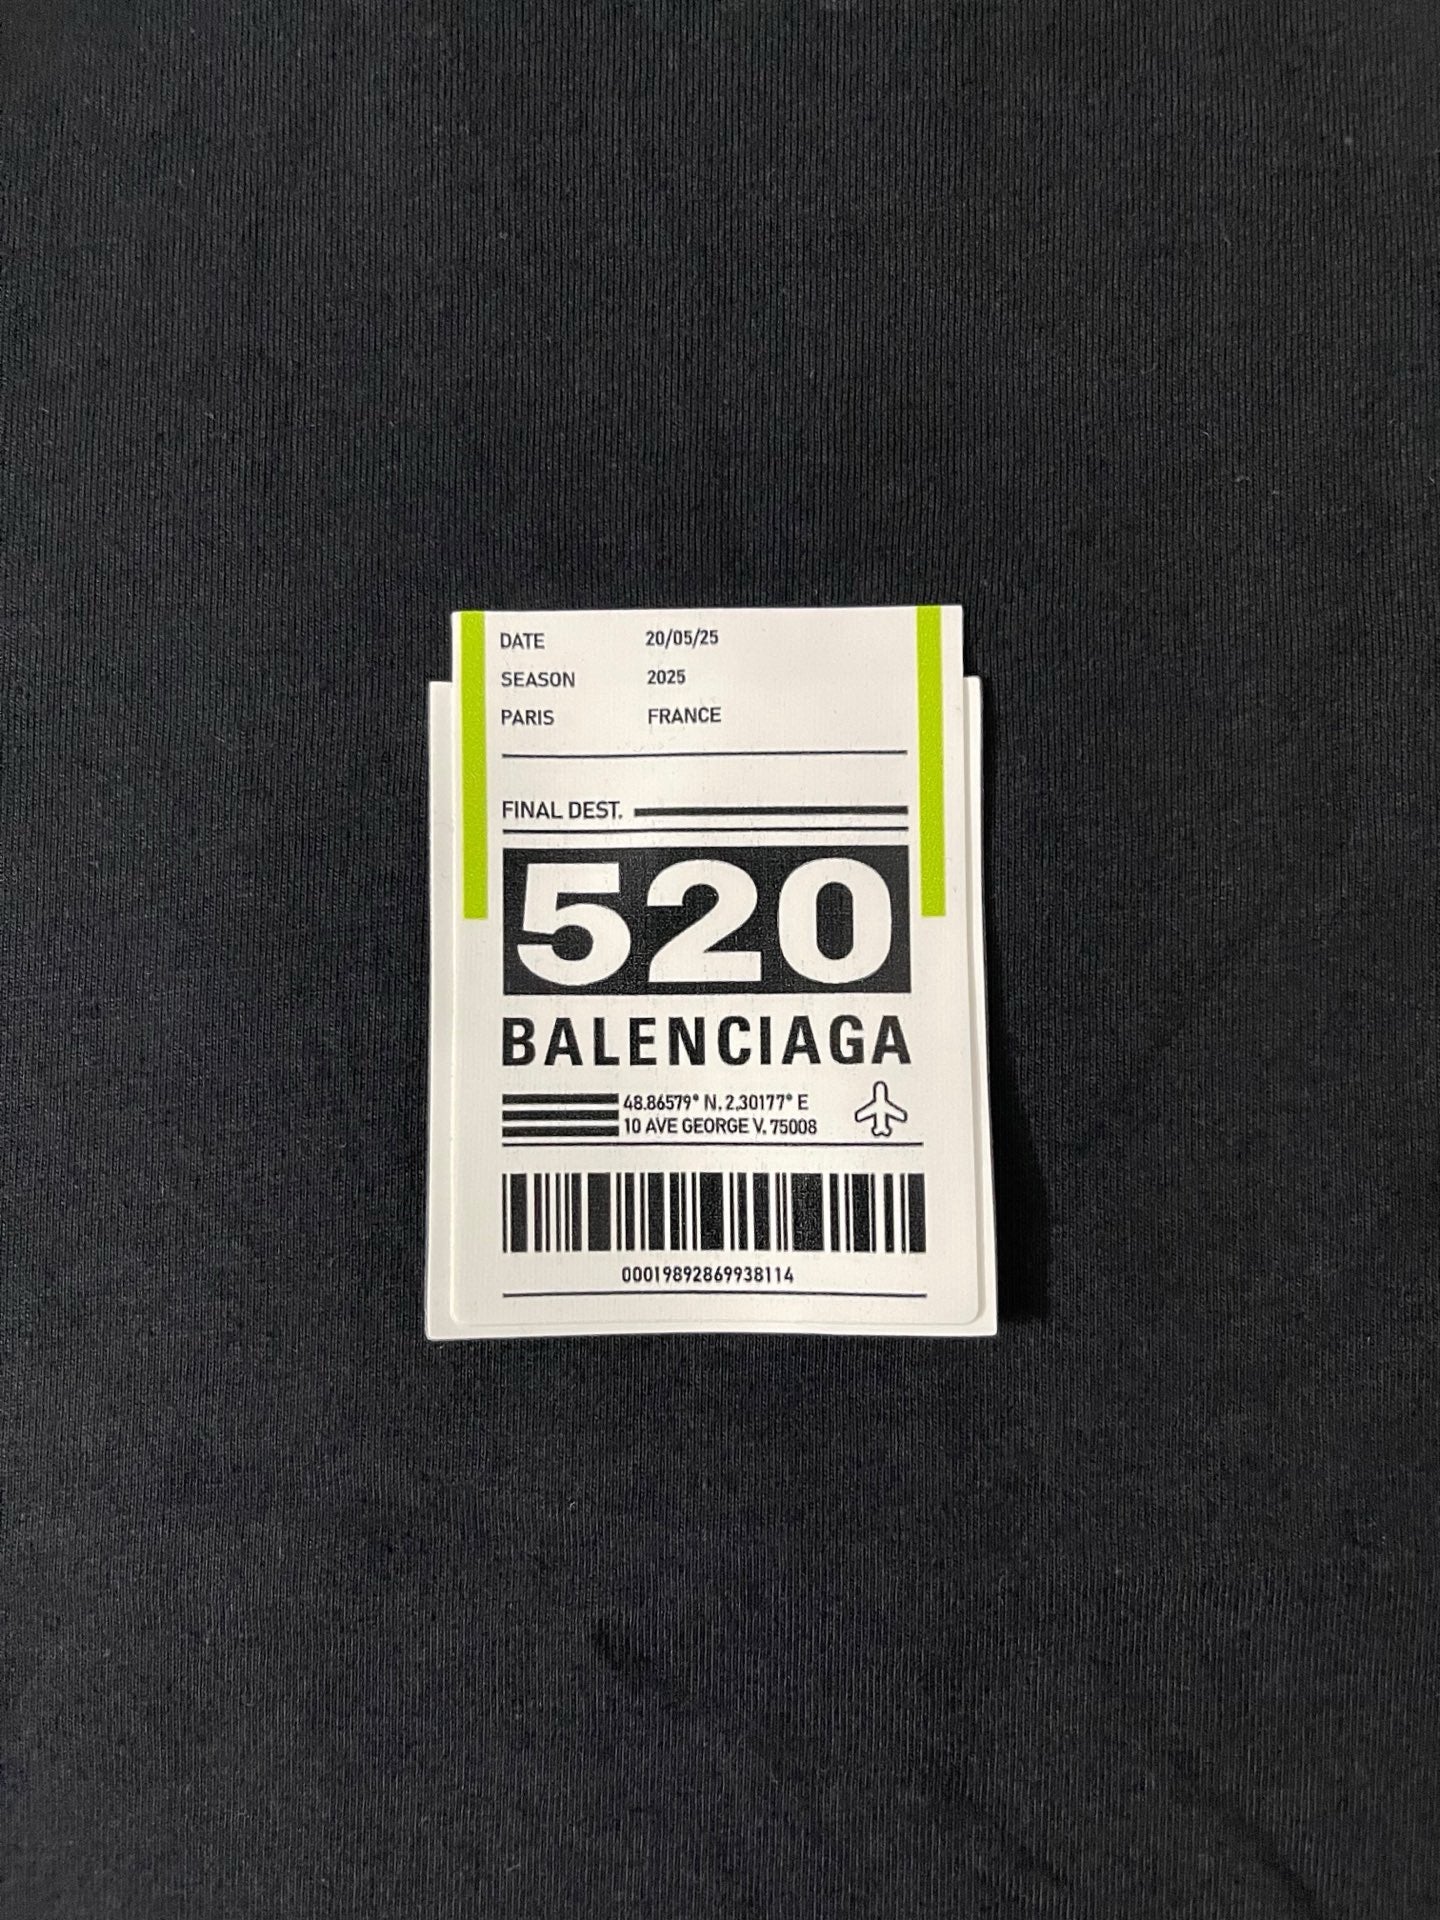 DATE 20/05/25
SEASON 2025
PARIS FRANCE
FINAL DEST.
520
BALENCIAGA
48.86579° N, 2,30177° E
10 AVE GEORGE V, 75008
00019892869938114